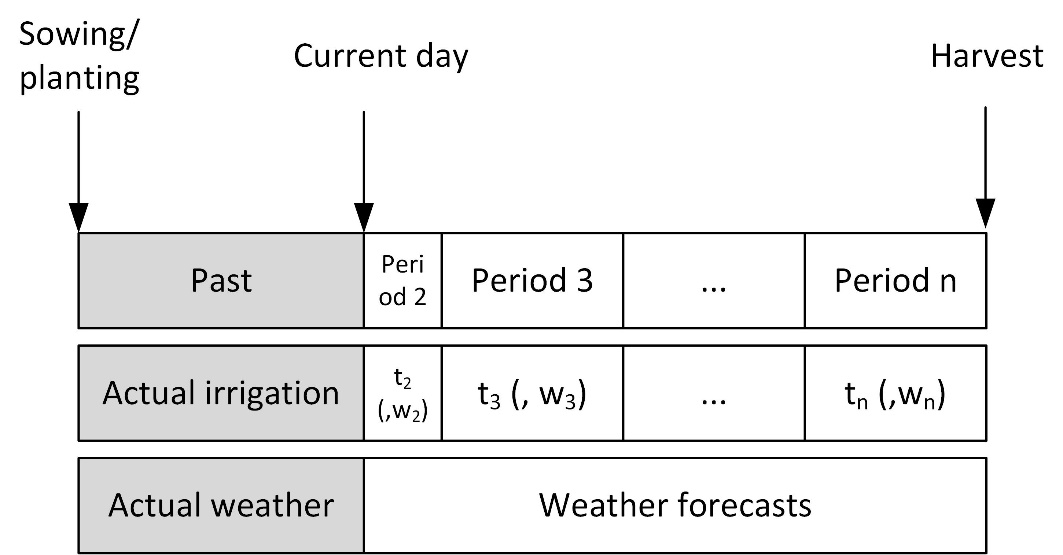 Sowing/
planting
Current day
Harvest
Past
Peri
od 2
Period 3
...
Period n
Actual irrigation
t₂
(,w₂)
t₃ (, w₃)
...
tₙ (,wₙ)
Actual weather
Weather forecasts